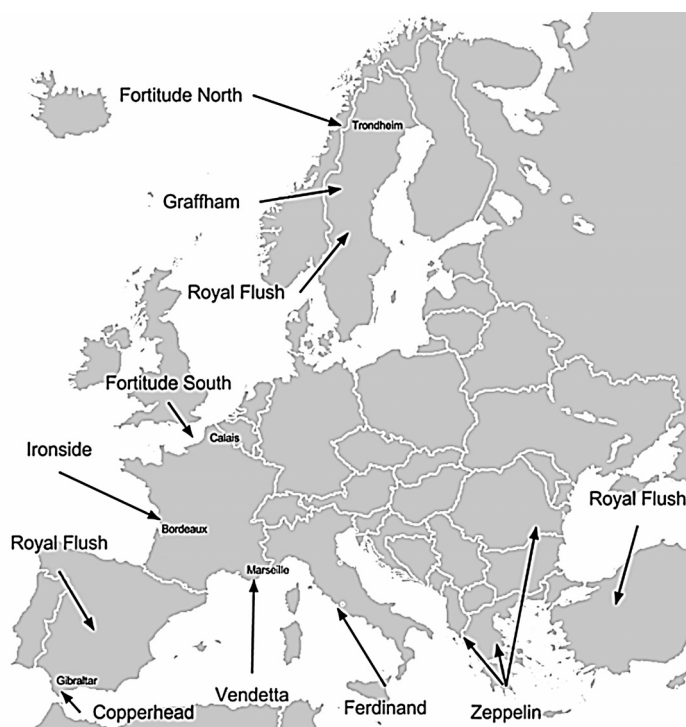 Fortitude North
Trondheim
Graffham
Royal Flush
Fortitude South
Calais
Ironside
Royal Flush
Bordeaux
Royal Flush
Marseille
Gibraltar
Vendetta
Ferdinand
Zeppelin
Copperhead